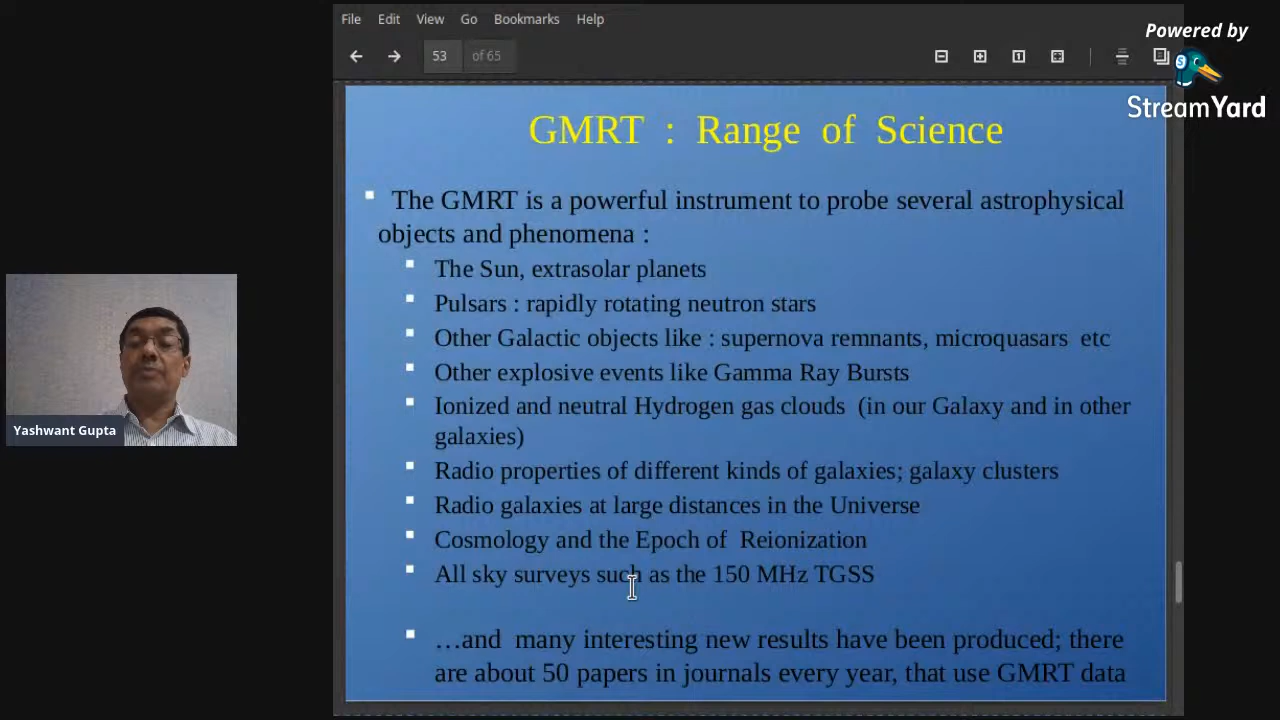 File Edit View Go Bookmarks Help
53 of 65
Powered by
StreamYard
GMRT : Range of Science
The GMRT is a powerful instrument to probe several astrophysical
objects and phenomena :
The Sun, extrasolar planets
Pulsars : rapidly rotating neutron stars
Other Galactic objects like : supernova remnants, microquasars etc
Other explosive events like Gamma Ray Bursts
Ionized and neutral Hydrogen gas clouds (in our Galaxy and in other
galaxies)
Radio properties of different kinds of galaxies; galaxy clusters
Radio galaxies at large distances in the Universe
Cosmology and the Epoch of Reionization
All sky surveys such as the 150 MHz TGSS
…and many interesting new results have been produced; there
are about 50 papers in journals every year, that use GMRT data
Yashwant Gupta